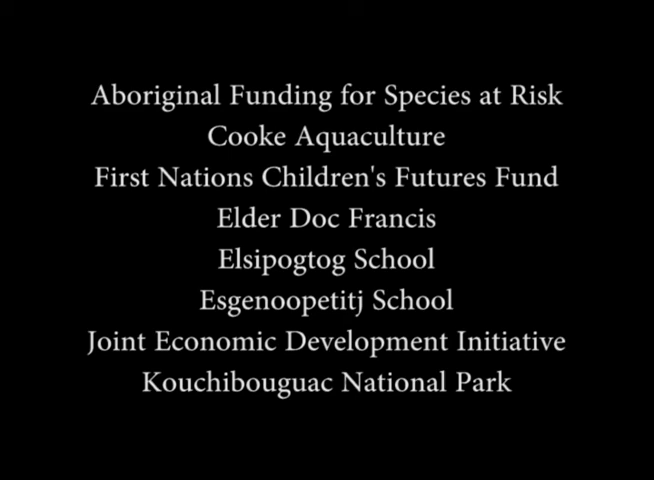 Aboriginal Funding for Species at Risk
Cooke Aquaculture
First Nations Children's Futures Fund
Elder Doc Francis
Elsipogtog School
Esgenoopetitj School
Joint Economic Development Initiative
Kouchibouguac National Park